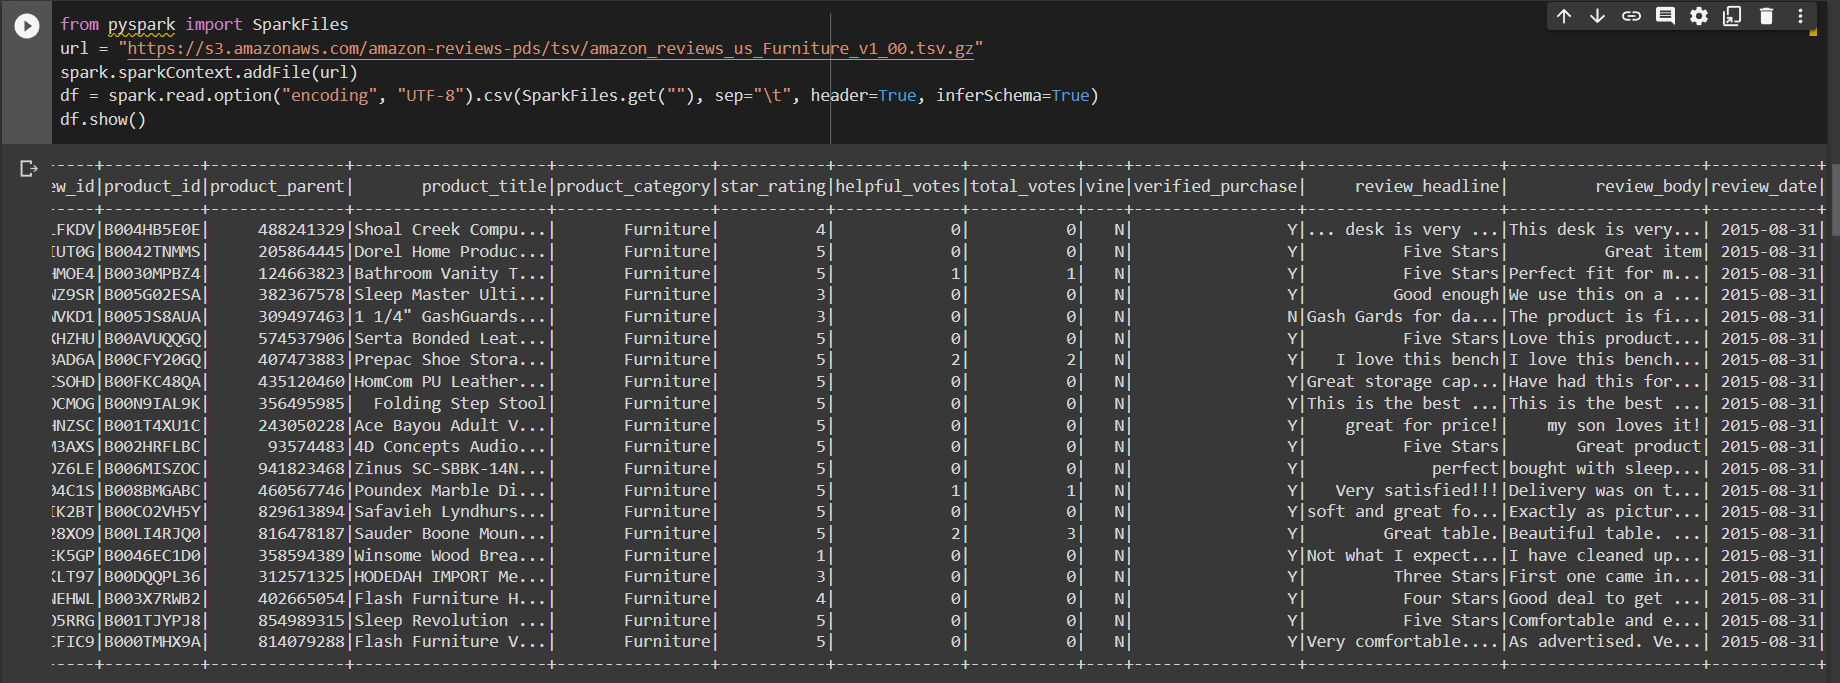 from pyspark import SparkFiles
url = "https://s3.amazonaws.com/amazon-reviews-pds/tsv/amazon_reviews_us_Furniture_v1_00.tsv.gz"
spark.sparkContext.addFile(url)
df = spark.read.option("encoding", "UTF-8").csv(SparkFiles.get(""), sep="\t", header=True, inferSchema=True)
df.show()
-----+----------+--------------+--------------------+----------------+-----------+-------------+-----------+----+-----------------+--------------------+--------------------+-----------+
ew_id|product_id|product_parent|       product_title|product_category|star_rating|helpful_votes|total_votes|vine|verified_purchase|     review_headline|         review_body|review_date|
-----+----------+--------------+--------------------+----------------+-----------+-------------+-----------+----+-----------------+--------------------+--------------------+-----------+
LFKDV|B004HB5E0E|     488241329|Shoal Creek Compu...|       Furniture|          4|            0|          0|   N|                Y|... desk is very ...|This desk is very...| 2015-08-31|
IUT0G|B0042TNMMS|     205864445|Dorel Home Produc...|       Furniture|          5|            0|          0|   N|                Y|          Five Stars|          Great item| 2015-08-31|
HMOE4|B0030MPBZ4|     124663823|Bathroom Vanity T...|       Furniture|          5|            1|          1|   N|                Y|          Five Stars|Perfect fit for m...| 2015-08-31|
NZ9SR|B005G02ESA|     382367578|Sleep Master Ulti...|       Furniture|          3|            0|          0|   N|                Y|         Good enough|We use this on a ...| 2015-08-31|
WVKD1|B005JS8AUA|     309497463|1 1/4" GashGuards...|       Furniture|          3|            0|          0|   N|                N|Gash Gards for da...|The product is fi...| 2015-08-31|
XHZHU|B00AVUQQGQ|     574537906|Serta Bonded Leat...|       Furniture|          5|            0|          0|   N|                Y|          Five Stars|Love this product...| 2015-08-31|
BAD6A|B00CFY20GQ|     407473883|Prepac Shoe Stora...|       Furniture|          5|            2|          2|   N|                Y|   I love this bench|I love this bench...| 2015-08-31|
CSOHD|B00FKC48QA|     435120460|HomCom PU Leather...|       Furniture|          5|            0|          0|   N|                Y|Great storage cap...|Have had this for...| 2015-08-31|
OCMOG|B00N9IAL9K|     356495985|  Folding Step Stool|       Furniture|          5|            0|          0|   N|                Y|This is the best ...|This is the best ...| 2015-08-31|
HNZSC|B001T4XU1C|     243050228|Ace Bayou Adult V...|       Furniture|          5|            0|          0|   N|                Y|    great for price!|    my son loves it!| 2015-08-31|
M3AXS|B002HRFLBC|      93574483|4D Concepts Audio...|       Furniture|          5|            0|          0|   N|                Y|          Five Stars|       Great product| 2015-08-31|
OZ6LE|B006MISZOC|     941823468|Zinus SC-SBBK-14N...|       Furniture|          5|            0|          0|   N|                Y|             perfect|bought with sleep...| 2015-08-31|
04C1S|B008BMGABC|     460567746|Poundex Marble Di...|       Furniture|          5|            1|          1|   N|                Y|   Very satisfied!!!|Delivery was on t...| 2015-08-31|
IK2BT|B00CO2VH5Y|     829613894|Safavieh Lyndhurs...|       Furniture|          5|            0|          0|   N|                Y|soft and great fo...|Exactly as pictur...| 2015-08-31|
28XO9|B00LI4RJQ0|     816478187|Sauder Boone Moun...|       Furniture|          5|            2|          3|   N|                Y|        Great table.|Beautiful table. ...| 2015-08-31|
EK5GP|B0046EC1D0|     358594389|Winsome Wood Brea...|       Furniture|          1|            0|          0|   N|                Y|Not what I expect...|I have cleaned up...| 2015-08-31|
KLT97|B00DQQPL36|     312571325|HODEDAH IMPORT Me...|       Furniture|          3|            0|          0|   N|                Y|         Three Stars|First one came in...| 2015-08-31|
NEHWL|B003X7RWB2|     402665054|Flash Furniture H...|       Furniture|          4|            0|          0|   N|                Y|          Four Stars|Good deal to get ...| 2015-08-31|
05RRG|B001TJYPJ8|     854989315|Sleep Revolution ...|       Furniture|          5|            0|          0|   N|                Y|          Five Stars|Comfortable and e...| 2015-08-31|
CFIC9|B000TMHX9A|     814079288|Flash Furniture V...|       Furniture|          5|            0|          0|   N|                Y|Very comfortable....|As advertised. Ve...| 2015-08-31|
-----+----------+--------------+--------------------+----------------+-----------+-------------+-----------+----+-----------------+--------------------+--------------------+-----------+